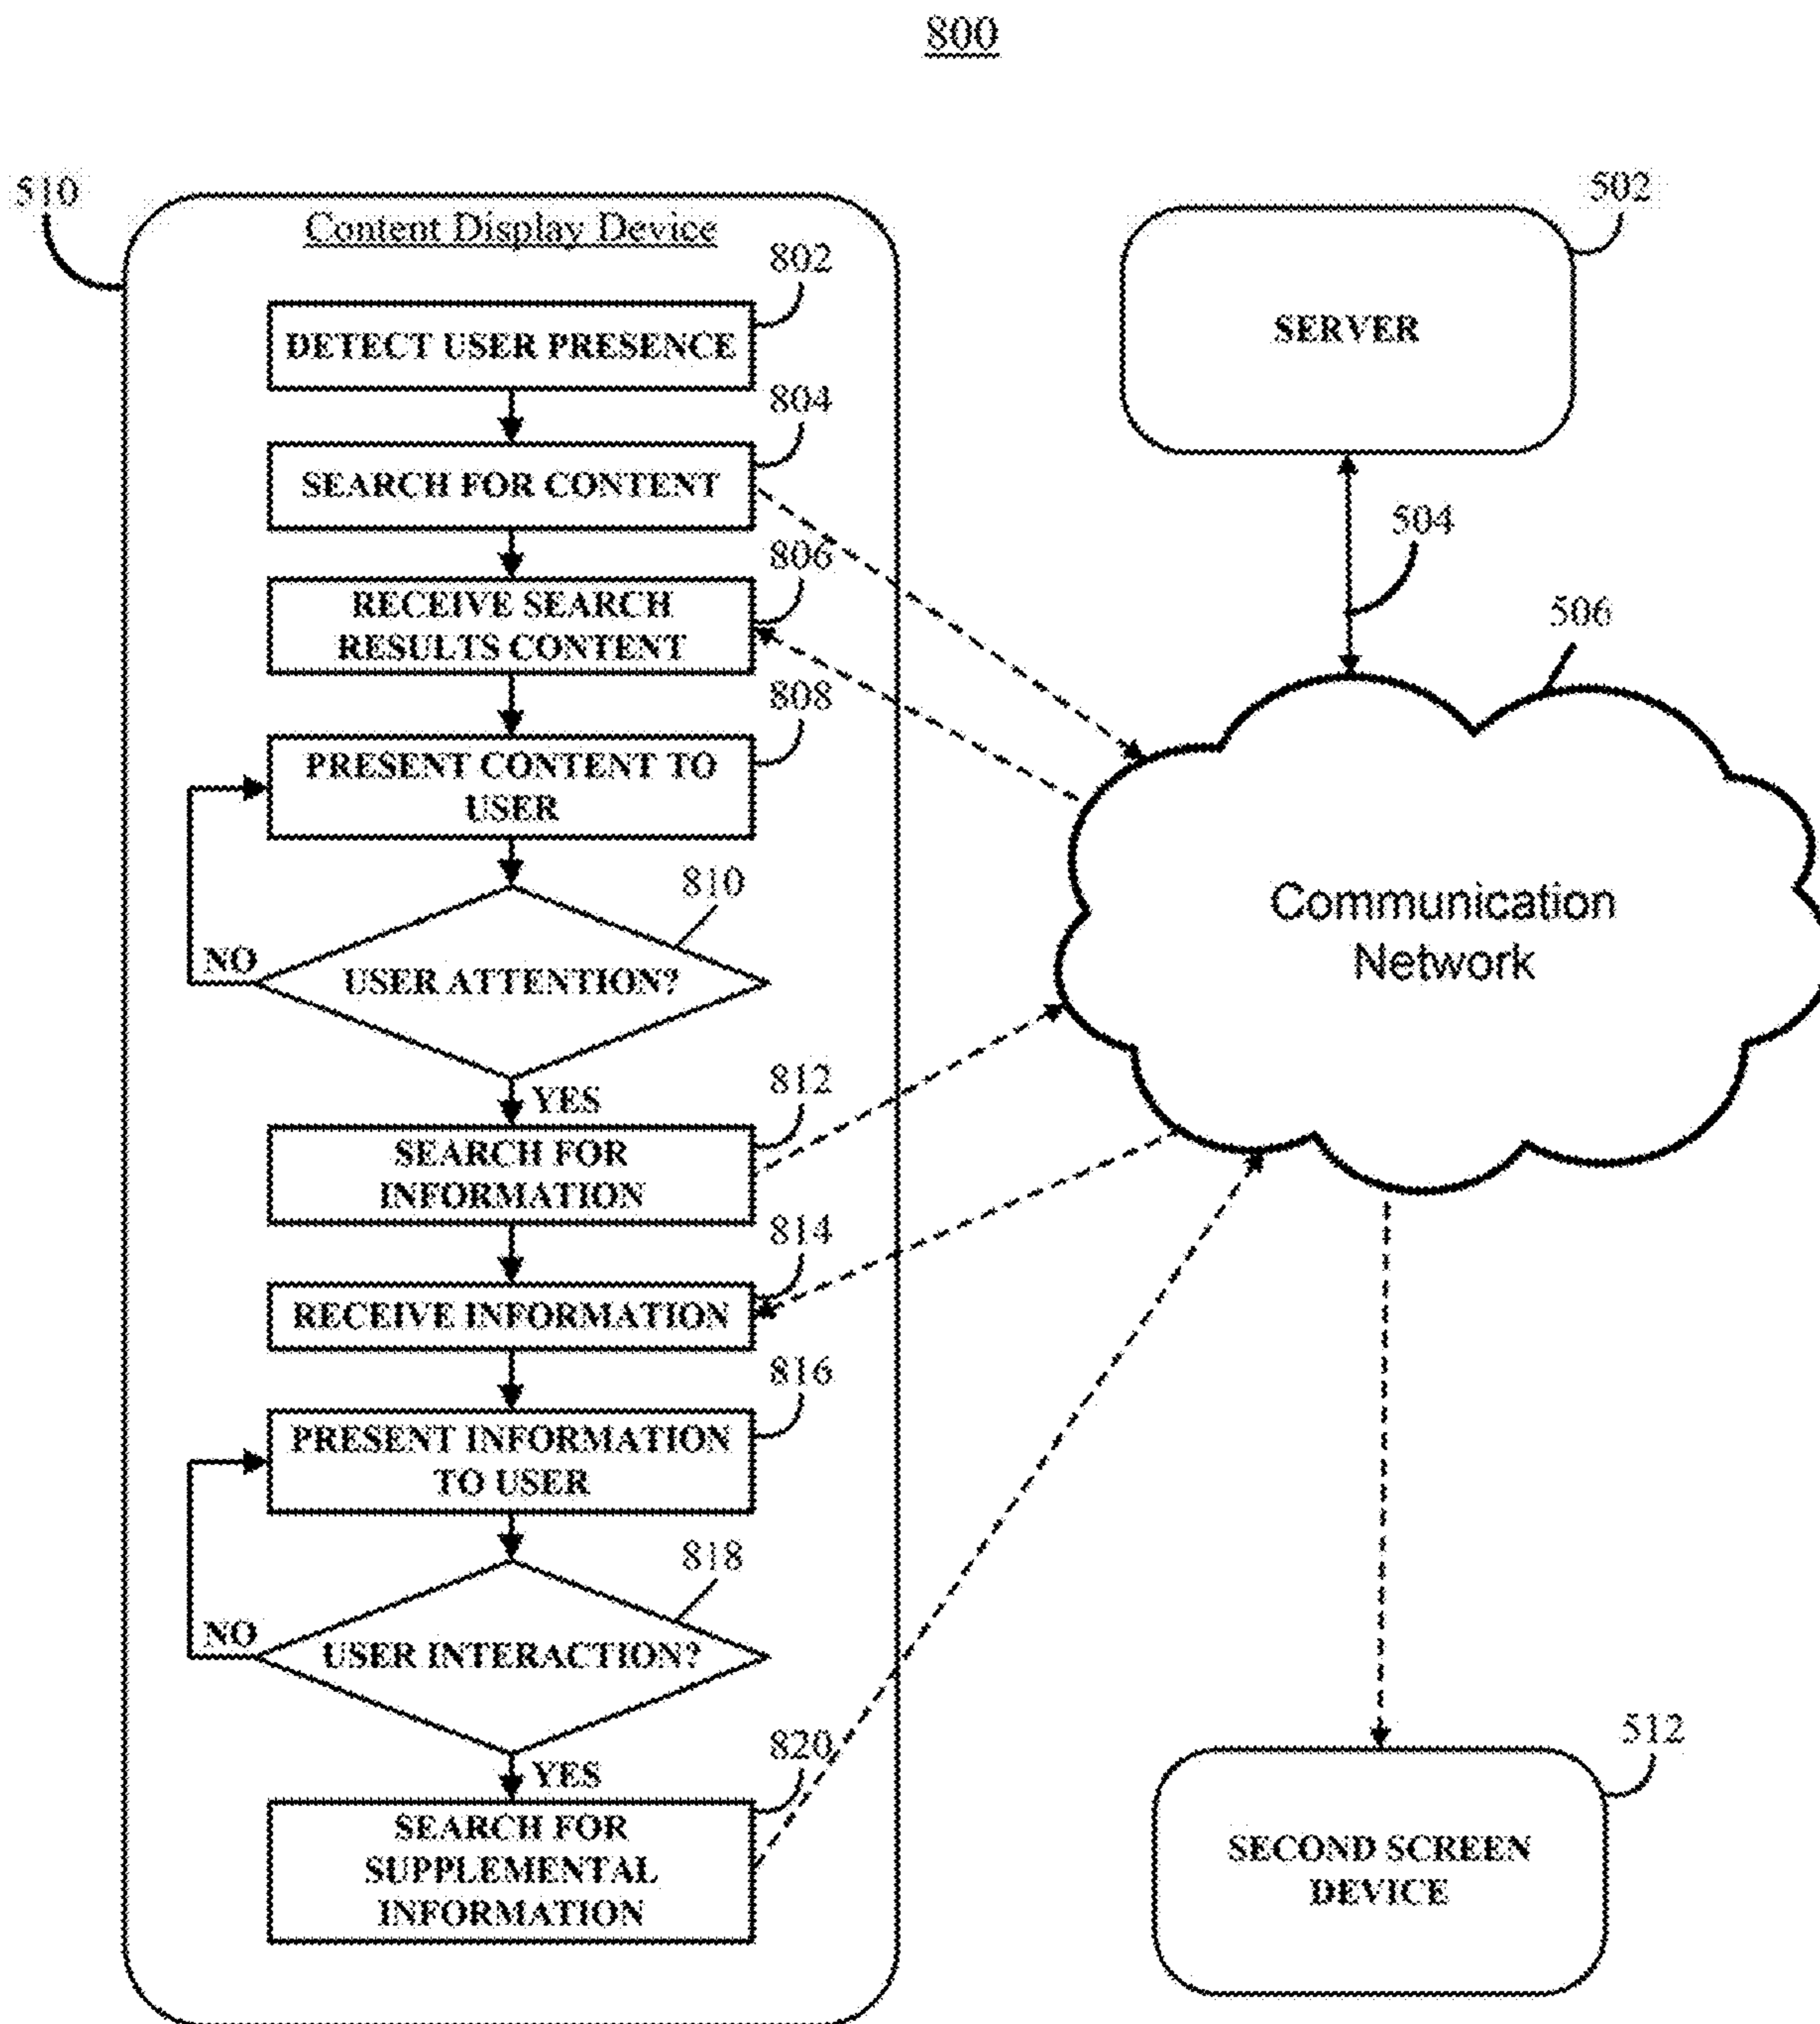 800
510
Content Display Device
802
DETECT USER PRESENCE
804
SEARCH FOR CONTENT
806
RECEIVE SEARCH
RESULTS CONTENT
808
PRESENT CONTENT TO
USER
810
NO
USER ATTENTION?
YES
812
SEARCH FOR
INFORMATION
814
RECEIVE INFORMATION
816
PRESENT INFORMATION
TO USER
818
NO
USER INTERACTION?
YES
820
SEARCH FOR
SUPPLEMENTAL
INFORMATION
502
SERVER
504
506
Communication
Network
512
SECOND SCREEN
DEVICE